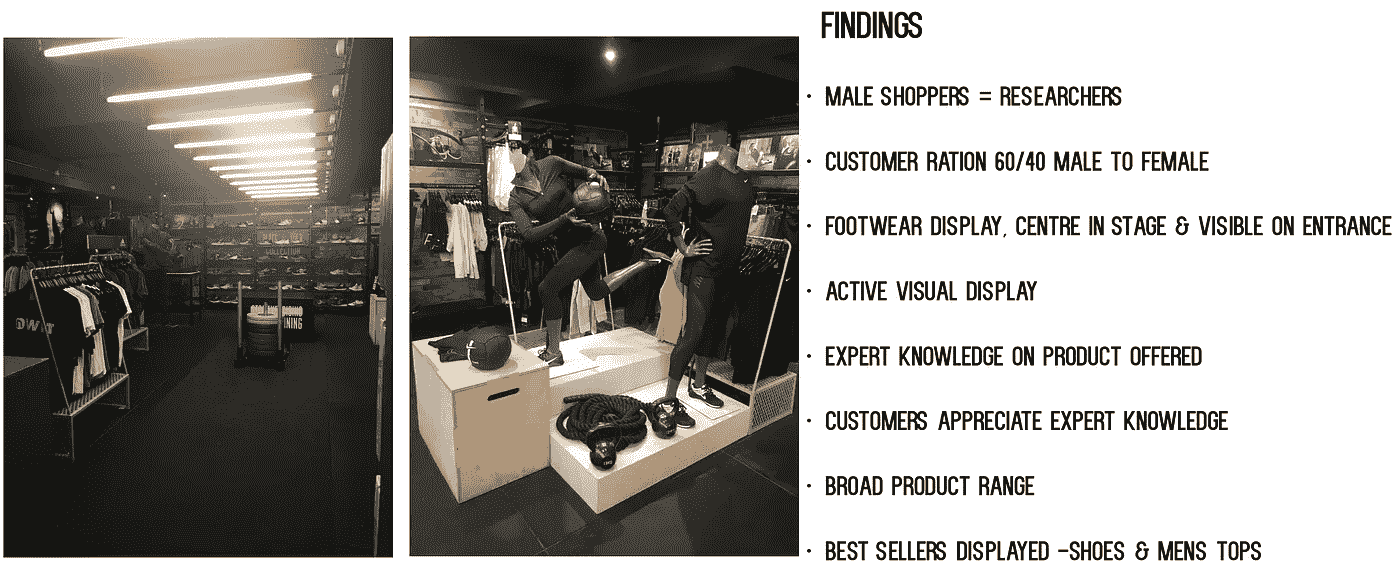 FINDINGS
· MALE SHOPPERS = RESEARCHERS
· CUSTOMER RATION 60/40 MALE TO FEMALE
· FOOTWEAR DISPLAY, CENTRE IN STAGE & VISIBLE ON ENTRANCE
· ACTIVE VISUAL DISPLAY
· EXPERT KNOWLEDGE ON PRODUCT OFFERED
· CUSTOMERS APPRECIATE EXPERT KNOWLEDGE
· BROAD PRODUCT RANGE
· BEST SELLERS DISPLAYED -SHOES & MENS TOPS